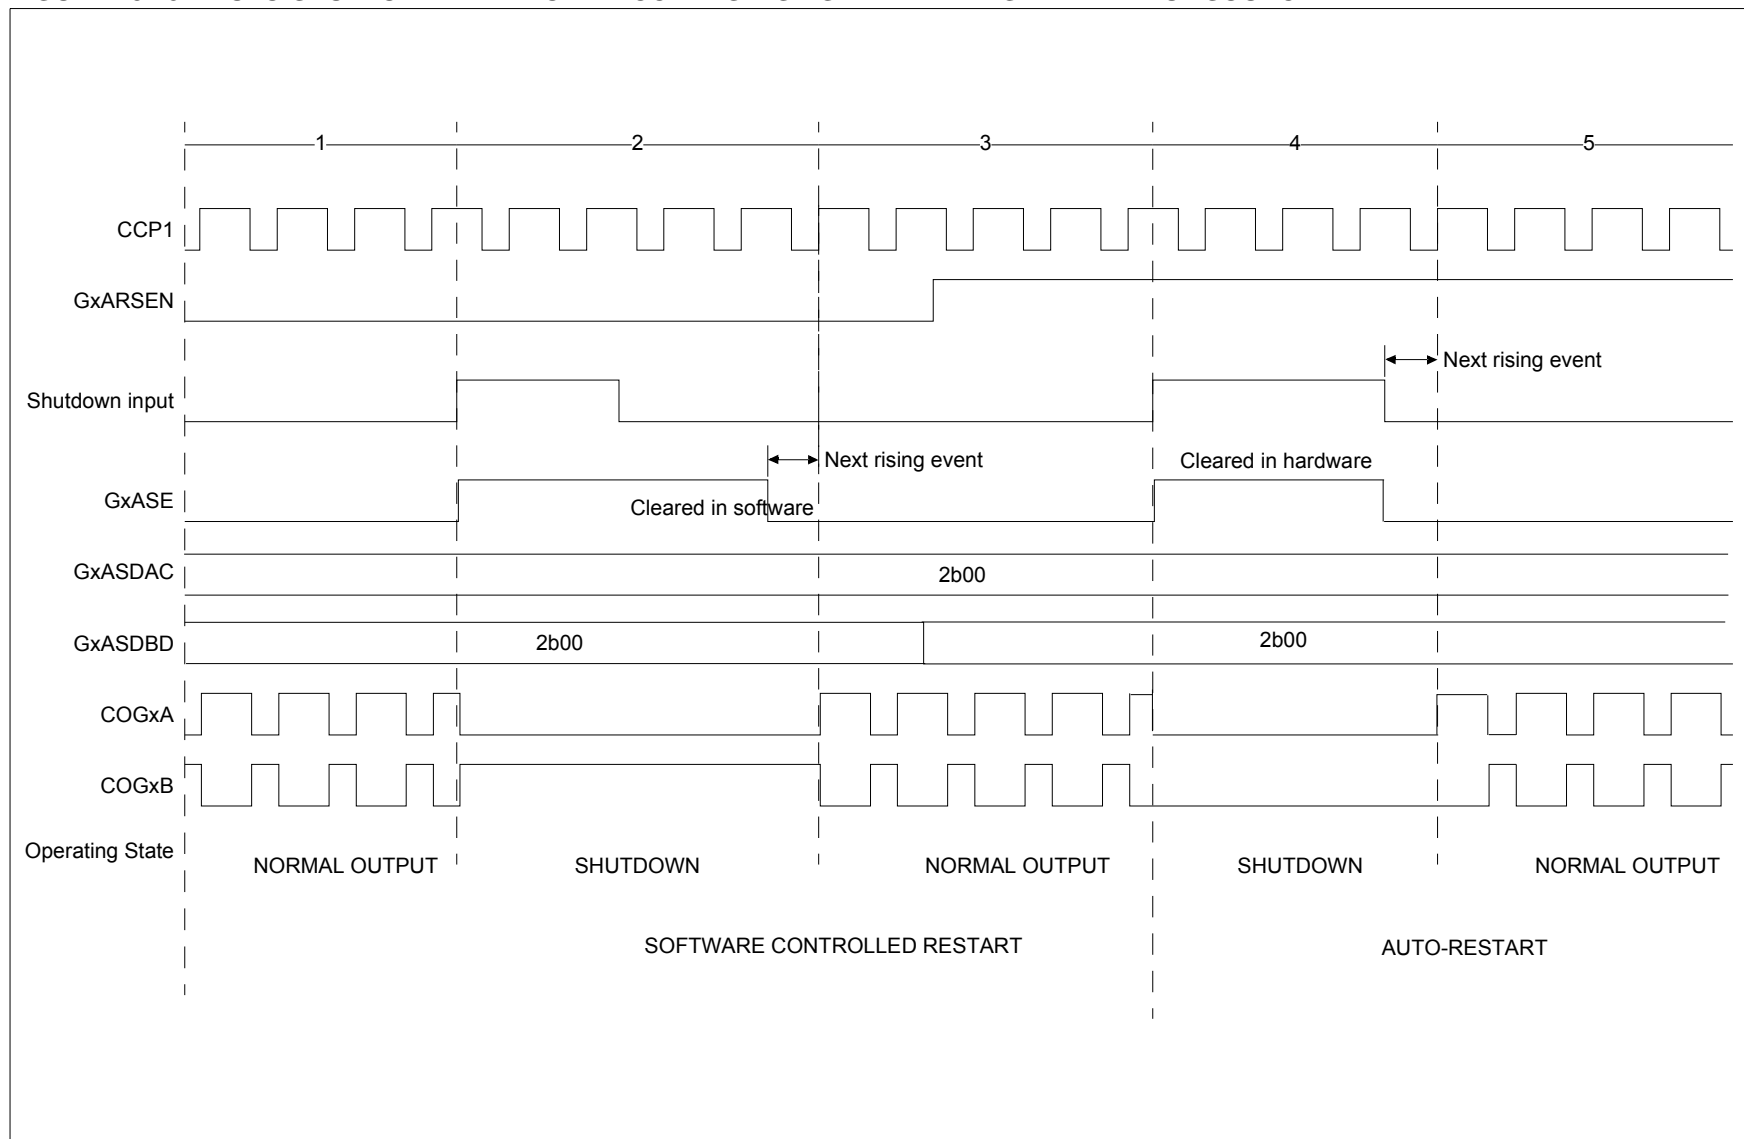 1 2 3 4 5
CCP1
GxARSEN
Next rising event
Shutdown input
Next rising event
Cleared in hardware
GxASE
Cleared in software
GxASDAC
2b00
GxASDBD
2b00 2b00
COGxA
COGxB
Operating State
NORMAL OUTPUT SHUTDOWN NORMAL OUTPUT SHUTDOWN NORMAL OUTPUT
SOFTWARE CONTROLLED RESTART AUTO-RESTART